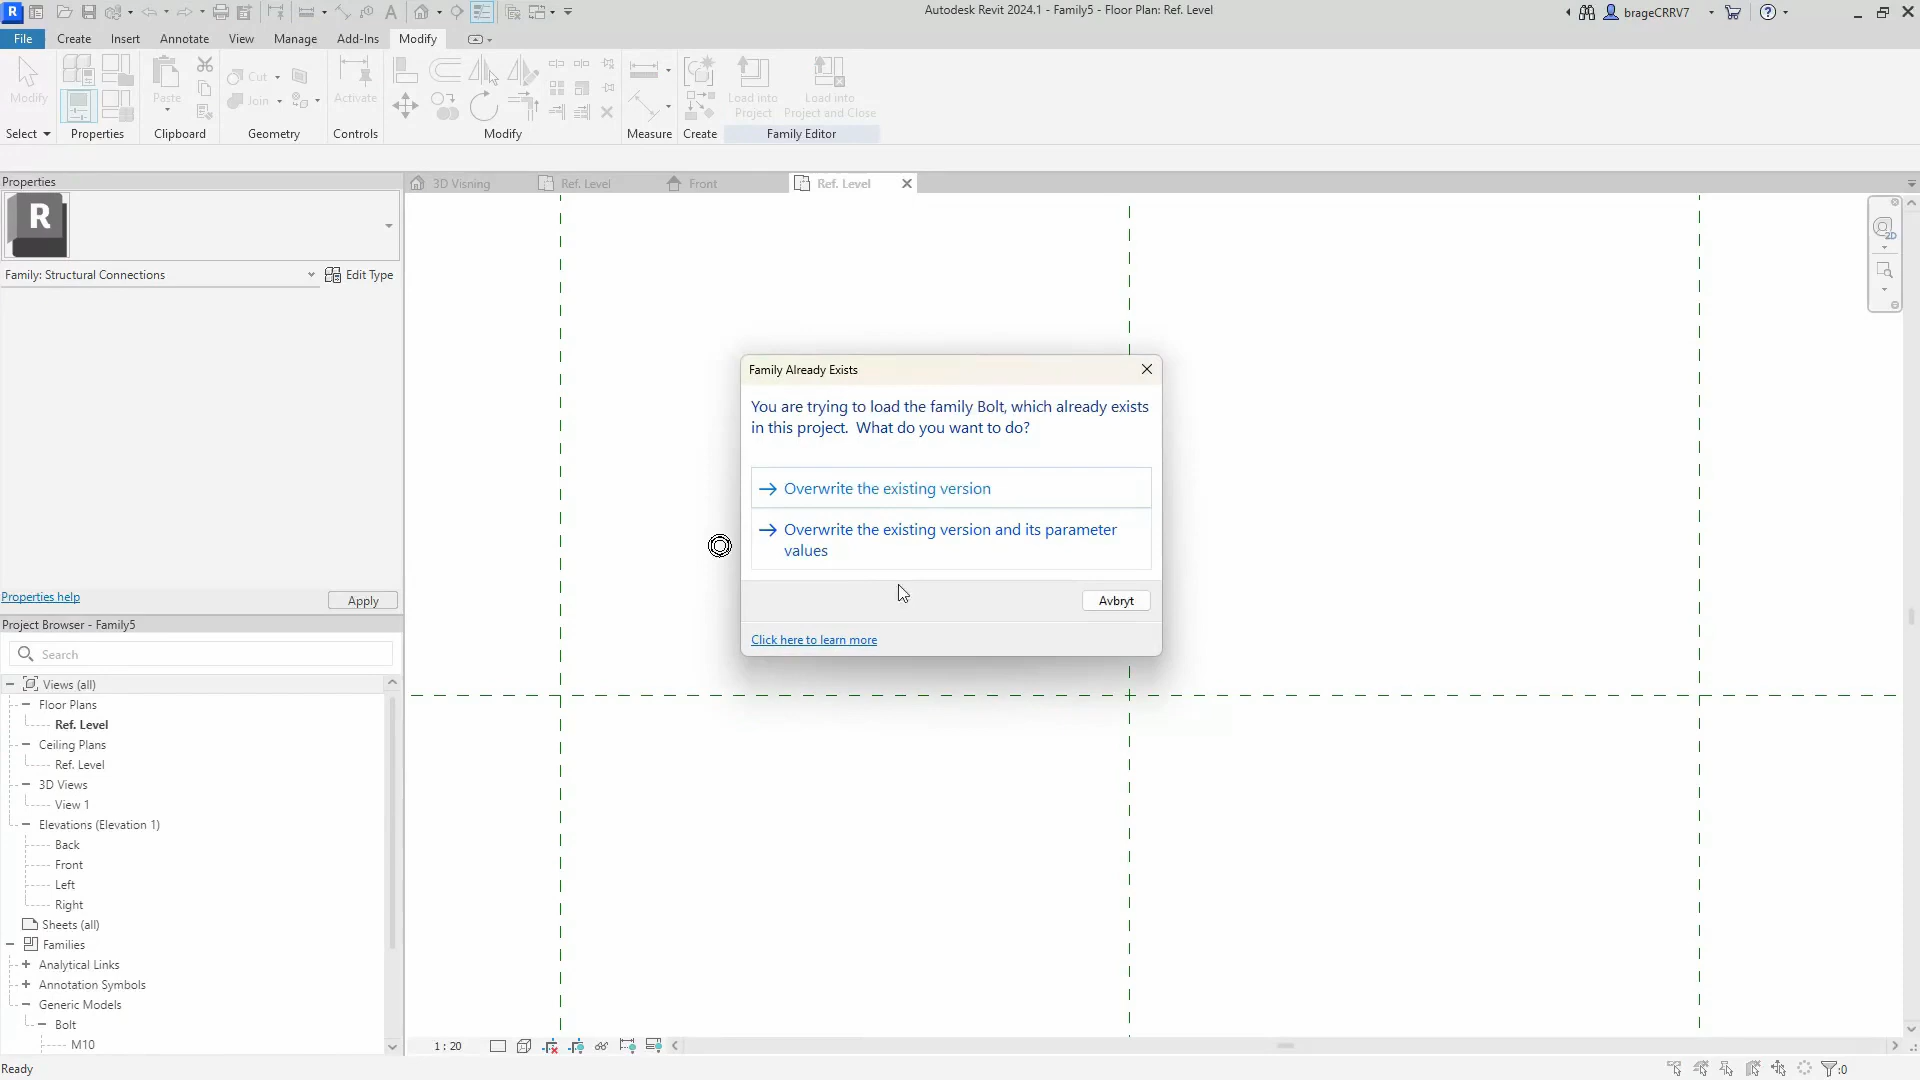 Autodesk Revit 2024.1 - Family5 - Floor Plan: Ref. Level
brageCRRV7
File
Create
Insert
Annotate
View
Manage
Add-Ins
Modify
Modify
Paste
Cut
Join
Activate
Load into
Project
Load into
Project and Close
Select
Properties
Clipboard
Geometry
Controls
Modify
Measure
Create
Family Editor
Properties
3D Visning
Ref. Level
Front
Ref. Level
R
Family: Structural Connections
Edit Type
2D
Family Already Exists
You are trying to load the family Bolt, which already exists
in this project. What do you want to do?
Overwrite the existing version
Overwrite the existing version and its parameter
values
Avbryt
Click here to learn more
Properties help
Apply
Project Browser - Family5
Search
Views (all)
Floor Plans
Ref. Level
Ceiling Plans
Ref. Level
3D Views
View 1
Elevations (Elevation 1)
Back
Front
Left
Right
Sheets (all)
Families
Analytical Links
Annotation Symbols
Generic Models
Bolt
M10
1 : 20
Ready
:0